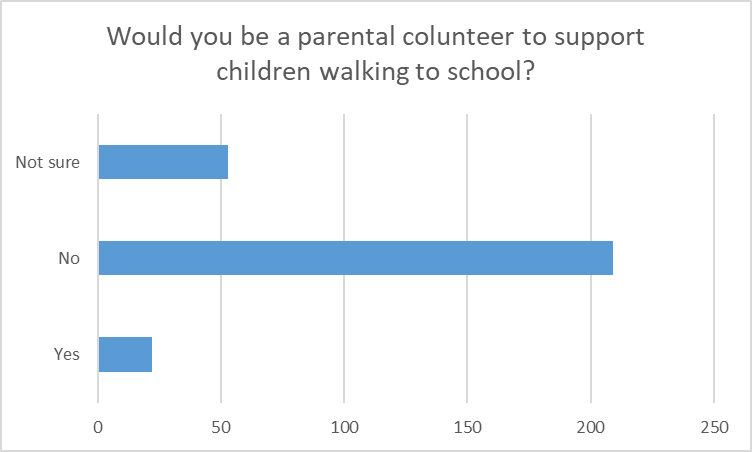 Would you be a parental colunteer to support
children walking to school?
Not sure
No
Yes
0 50 100 150 200 250